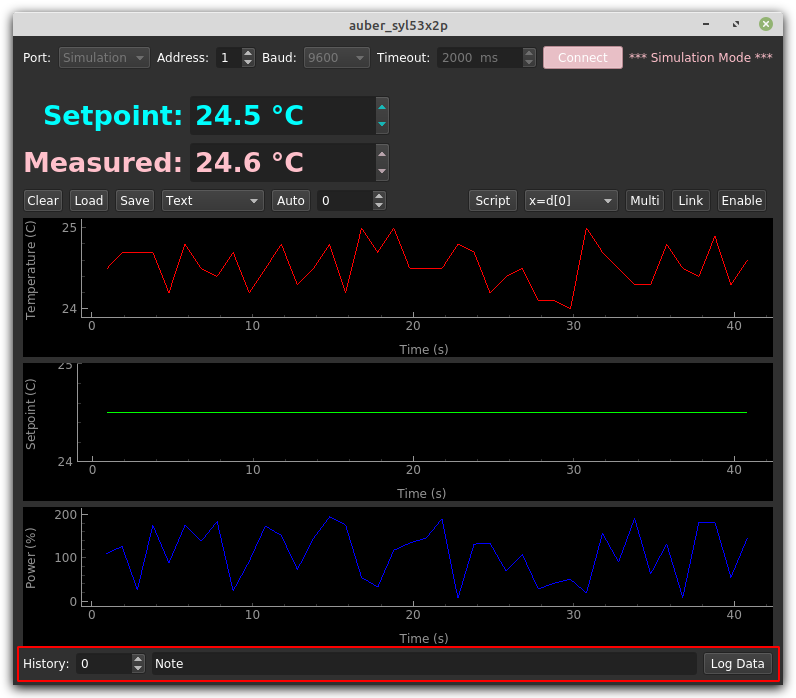 auber_syl53x2p
Port: Simulation Address: 1 Baud: 9600 Timeout: 2000 ms Connect *** Simulation Mode ***
Setpoint: 24.5 °C
Measured: 24.6 °C
Clear Load Save Text Auto 0 Script x=d[0] Multi Link Enable
Temperature (C)
25
24
0 10 20 30 40
Time (s)
Setpoint (C)
25
24
0 10 20 30 40
Time (s)
Power (%)
200
100
0
0 10 20 30 40
Time (s)
History: 0 Note Log Data